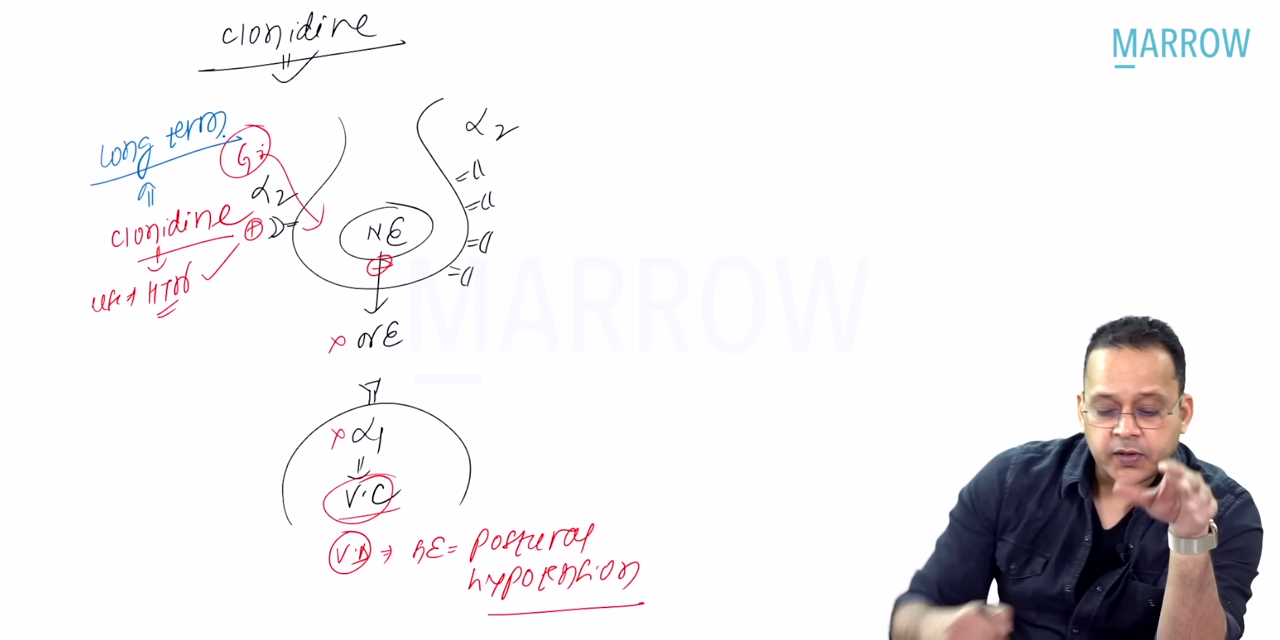 clonidine
MARROW
long term
Gi
α2
α2
clonidine
+
use → HTN
NE
-
MARROW
x NE
x α1
V.C
V.D ⇒ AE = Postural
hypotension